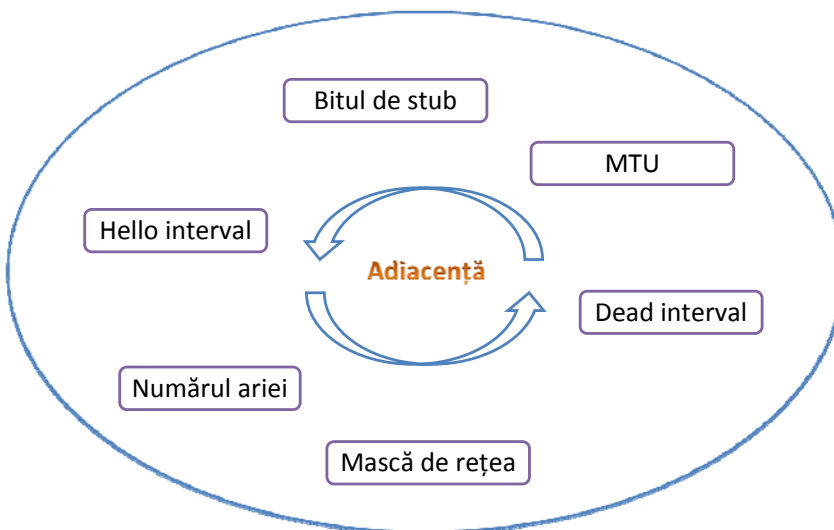 Bitul de stub
MTU
Hello interval
Adiacență
Dead interval
Numărul ariei
Mască de rețea